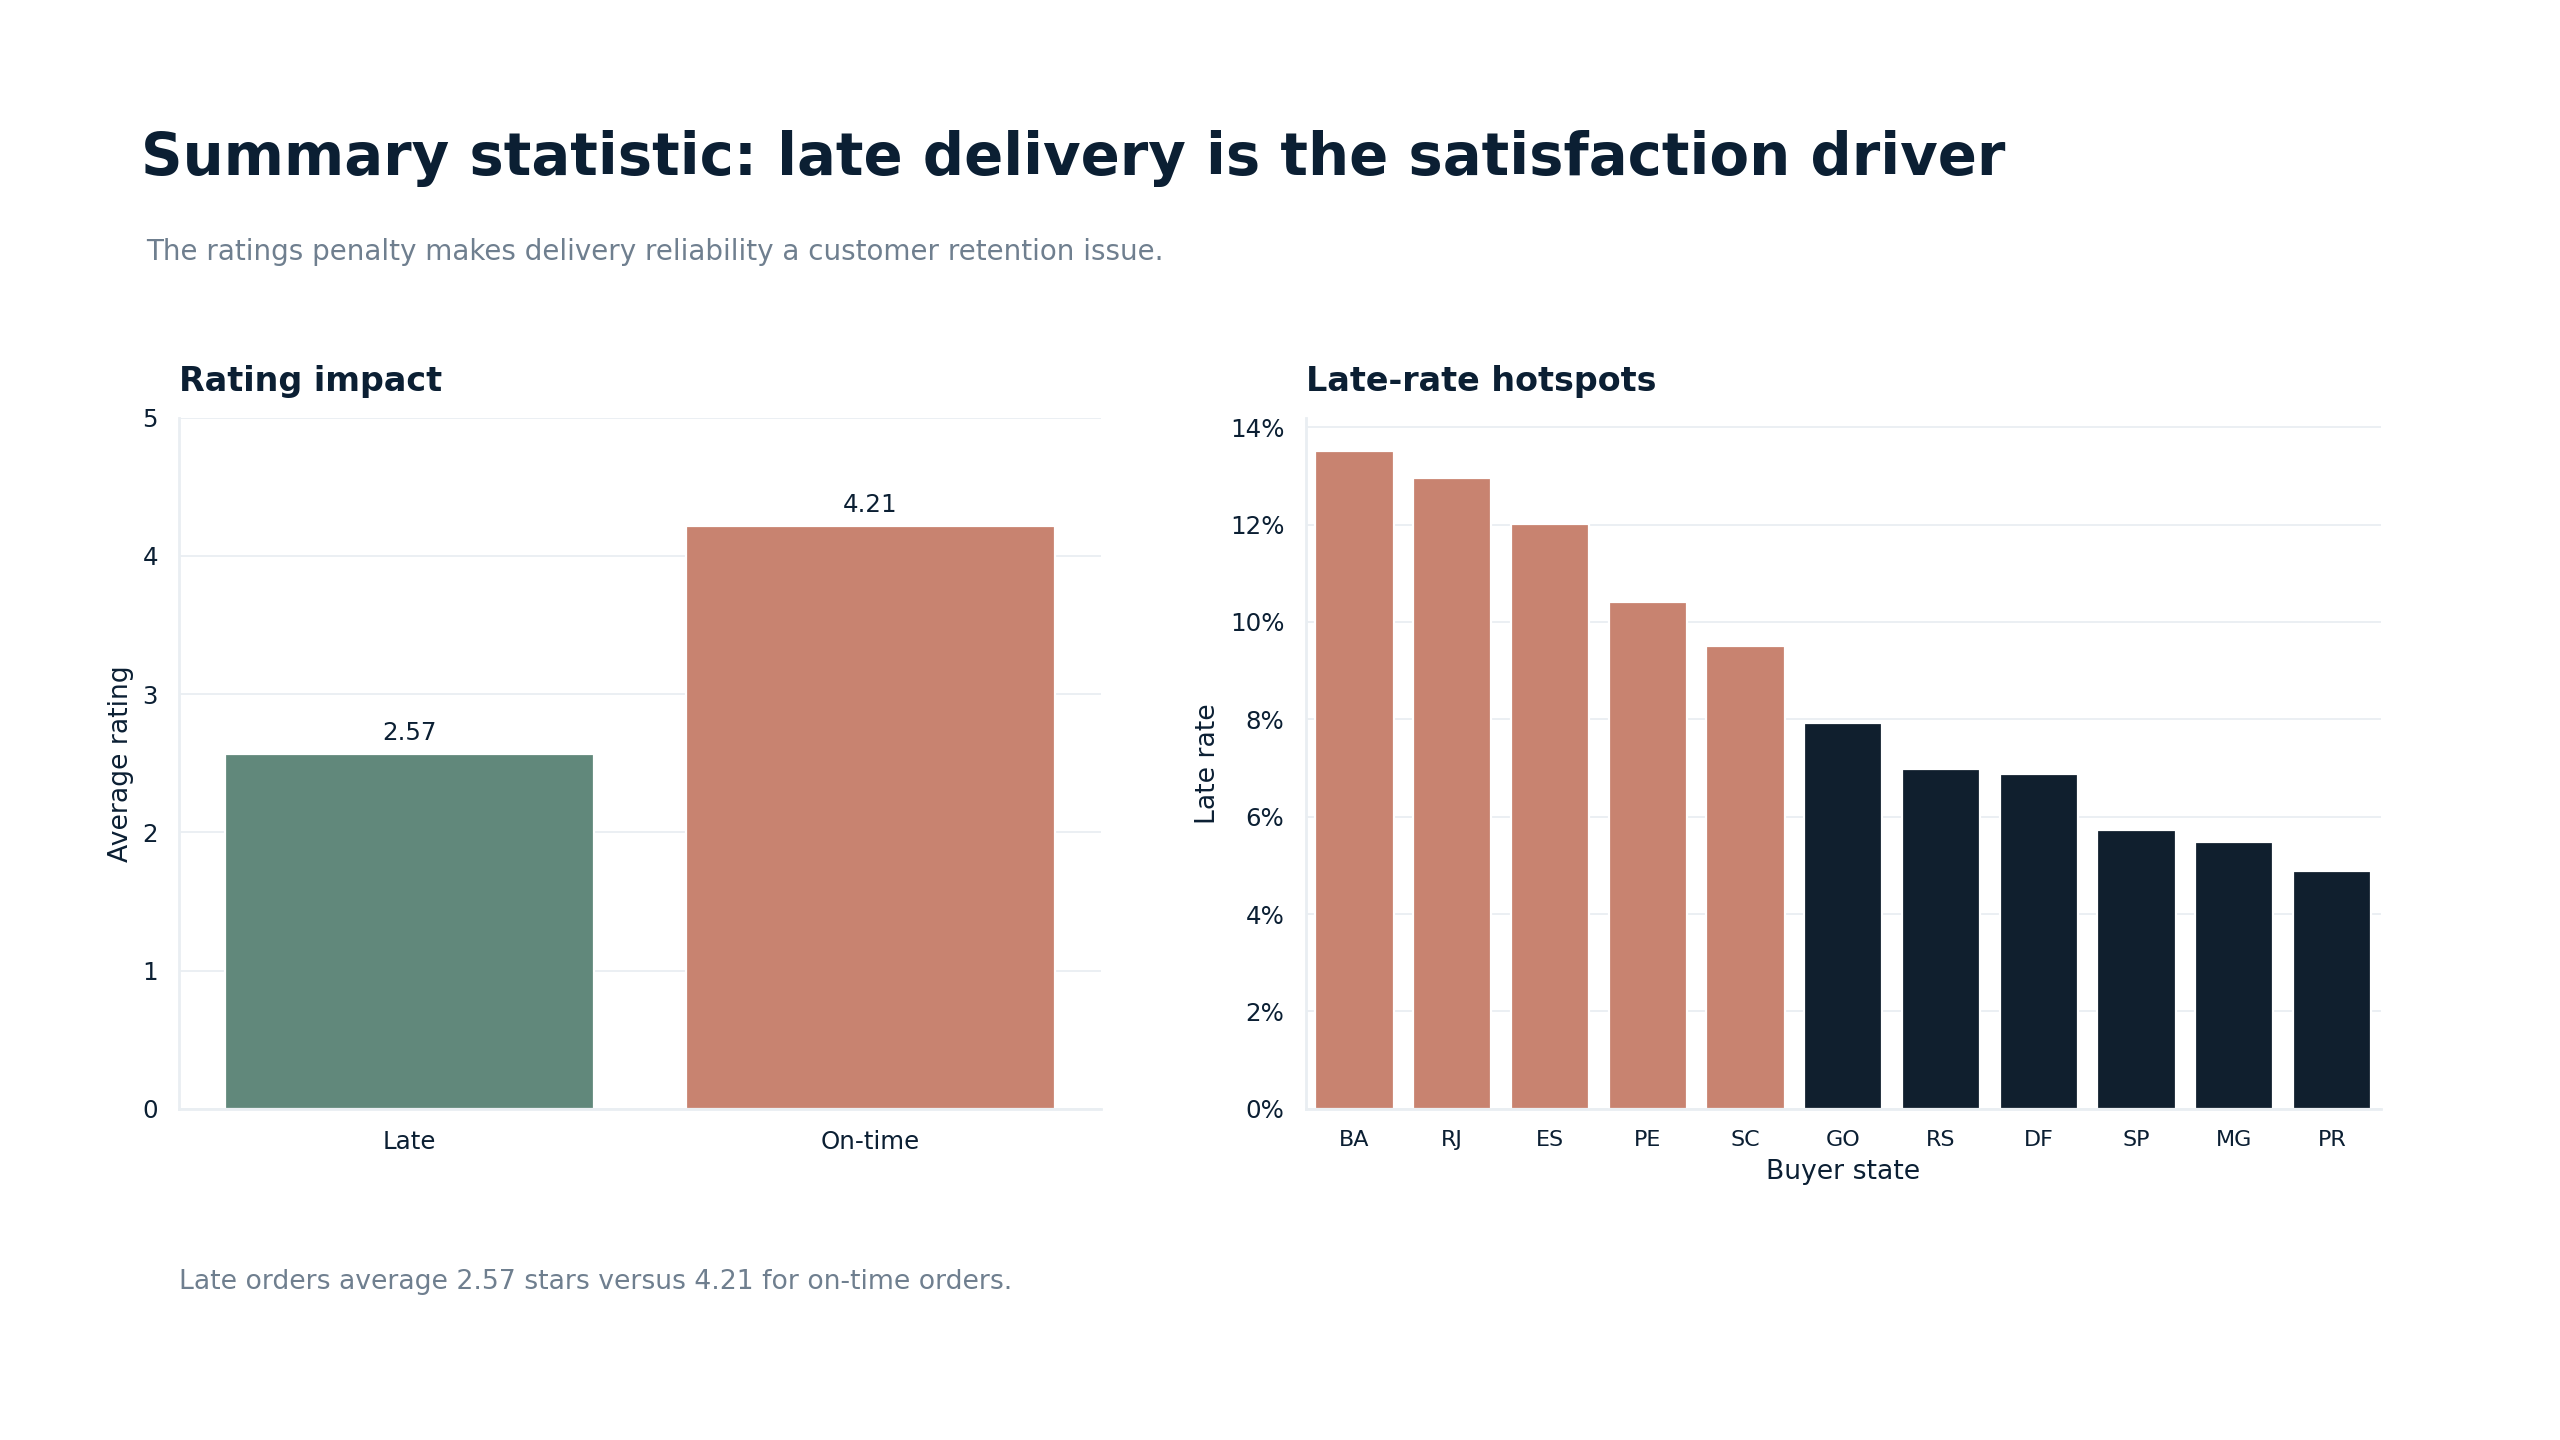 Summary statistic: late delivery is the satisfaction driver
The ratings penalty makes delivery reliability a customer retention issue.
Rating impact
5
4
3
2
1
0
Average rating
2.57
4.21
Late
On-time
Late-rate hotspots
14%
12%
10%
8%
6%
4%
2%
0%
Late rate
BA RJ ES PE SC GO RS DF SP MG PR
Buyer state
Late orders average 2.57 stars versus 4.21 for on-time orders.